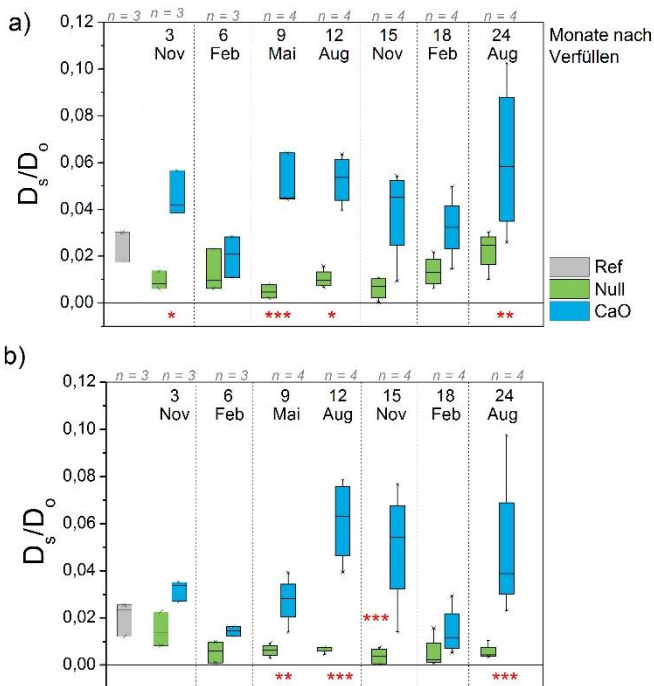 a)
n = 3 n = 3 n = 3 n = 4 n = 4 n = 4 n = 4 n = 4
3 6 9 12 15 18 24
Nov Feb Mai Aug Nov Feb Aug
Monate nach
Verfüllen
0,12
0,10
0,08
0,06
0,04
0,02
0,00
Ds/Do
* *** * **
Ref
Null
CaO
b)
n = 3 n = 3 n = 3 n = 4 n = 4 n = 4 n = 4 n = 4
3 6 9 12 15 18 24
Nov Feb Mai Aug Nov Feb Aug
0,12
0,10
0,08
0,06
0,04
0,02
0,00
Ds/Do
***
** *** ***